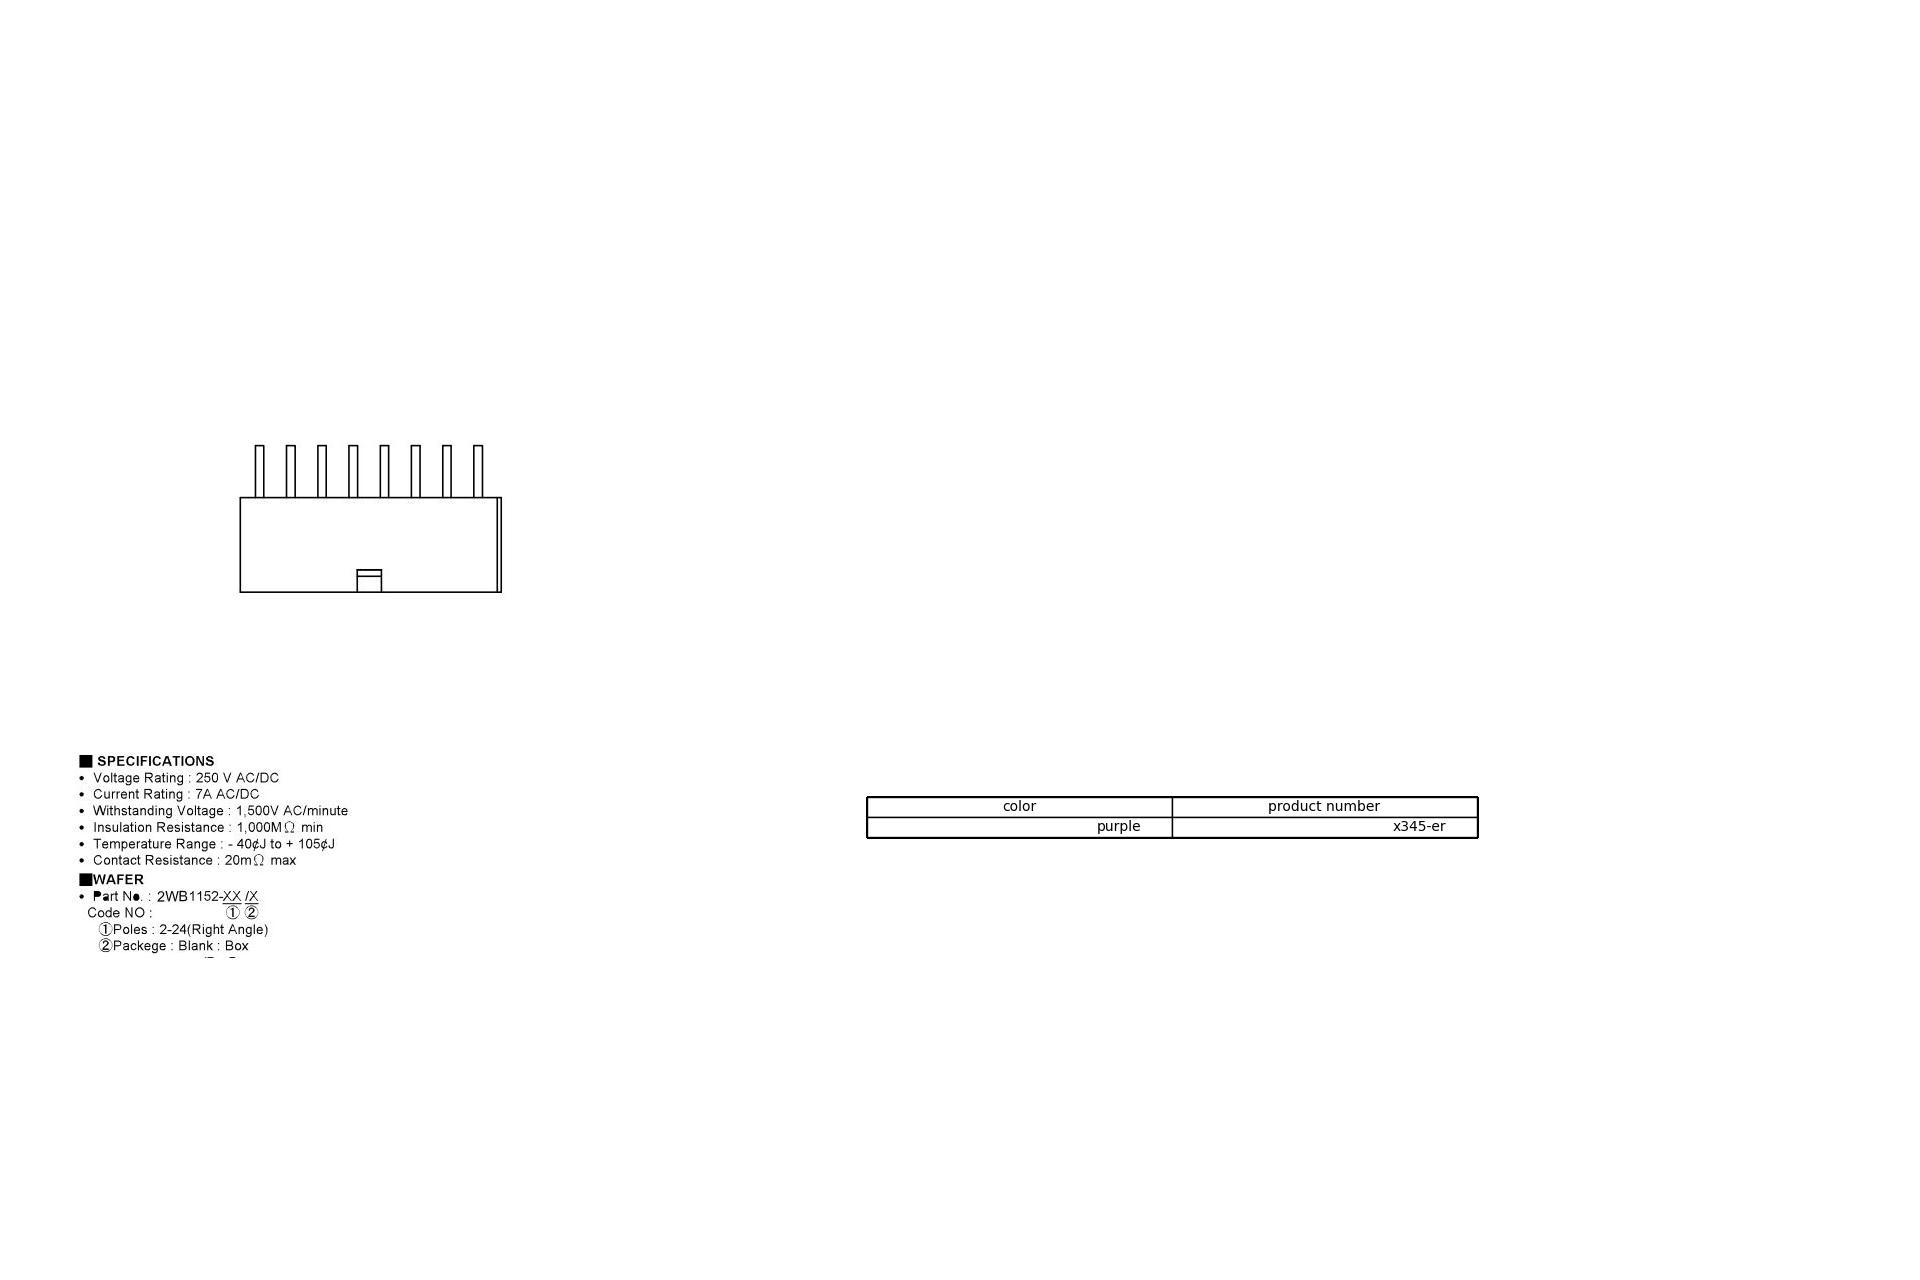 ■ SPECIFICATIONS
• Voltage Rating : 250 V AC/DC
• Current Rating : 7A AC/DC
• Withstanding Voltage : 1,500V AC/minute
• Insulation Resistance : 1,000MΩ min
• Temperature Range : - 40¢J to + 105¢J
• Contact Resistance : 20mΩ max
■WAFER
• Part No. : 2WB1152-XX /X
Code NO : ① ②
①Poles : 2-24(Right Angle)
②Packege : Blank : Box
color product number
purple x345-er